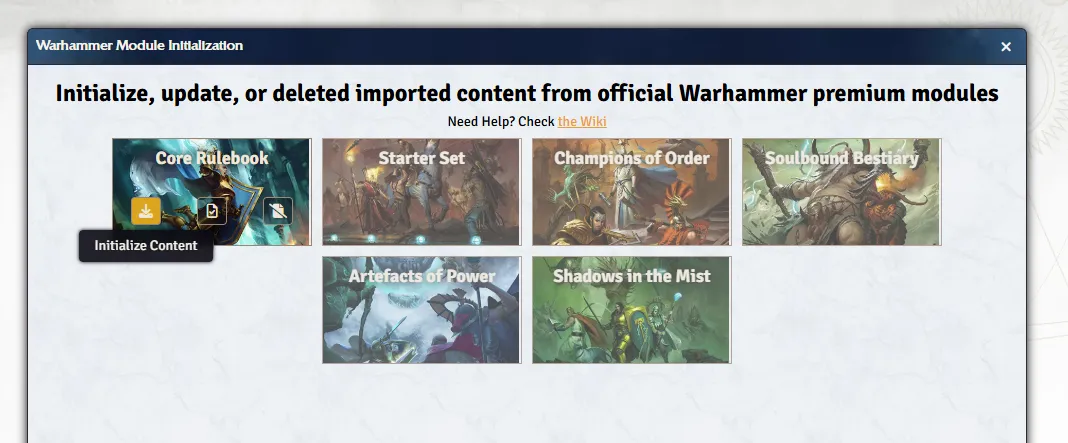 Warhammer Module Initialization
Initialize, update, or deleted imported content from official Warhammer premium modules
Need Help? Check the Wiki
Core Rulebook
Starter Set
Champions of Order
Soulbound Bestiary
Initialize Content
Artefacts of Power
Shadows in the Mist